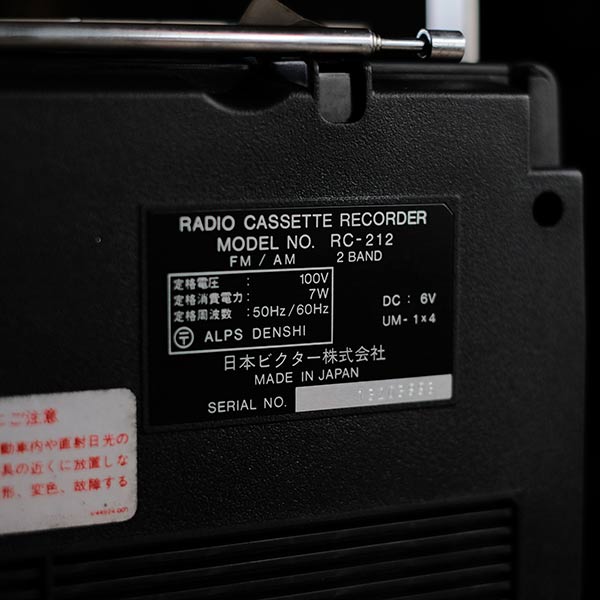 RADIO CASSETTE RECORDER
MODEL NO. RC-212
FM / AM 2 BAND
定格電圧 : 100V
定格消費電力 : 7W
定格周波数 : 50Hz/60Hz
DC : 6V
UM-1×4
〒 ALPS DENSHI
日本ビクター株式会社
MADE IN JAPAN
SERIAL NO.
ご注意
動車内や直射日光の
具の近くに放置しな
形、変色、故障する